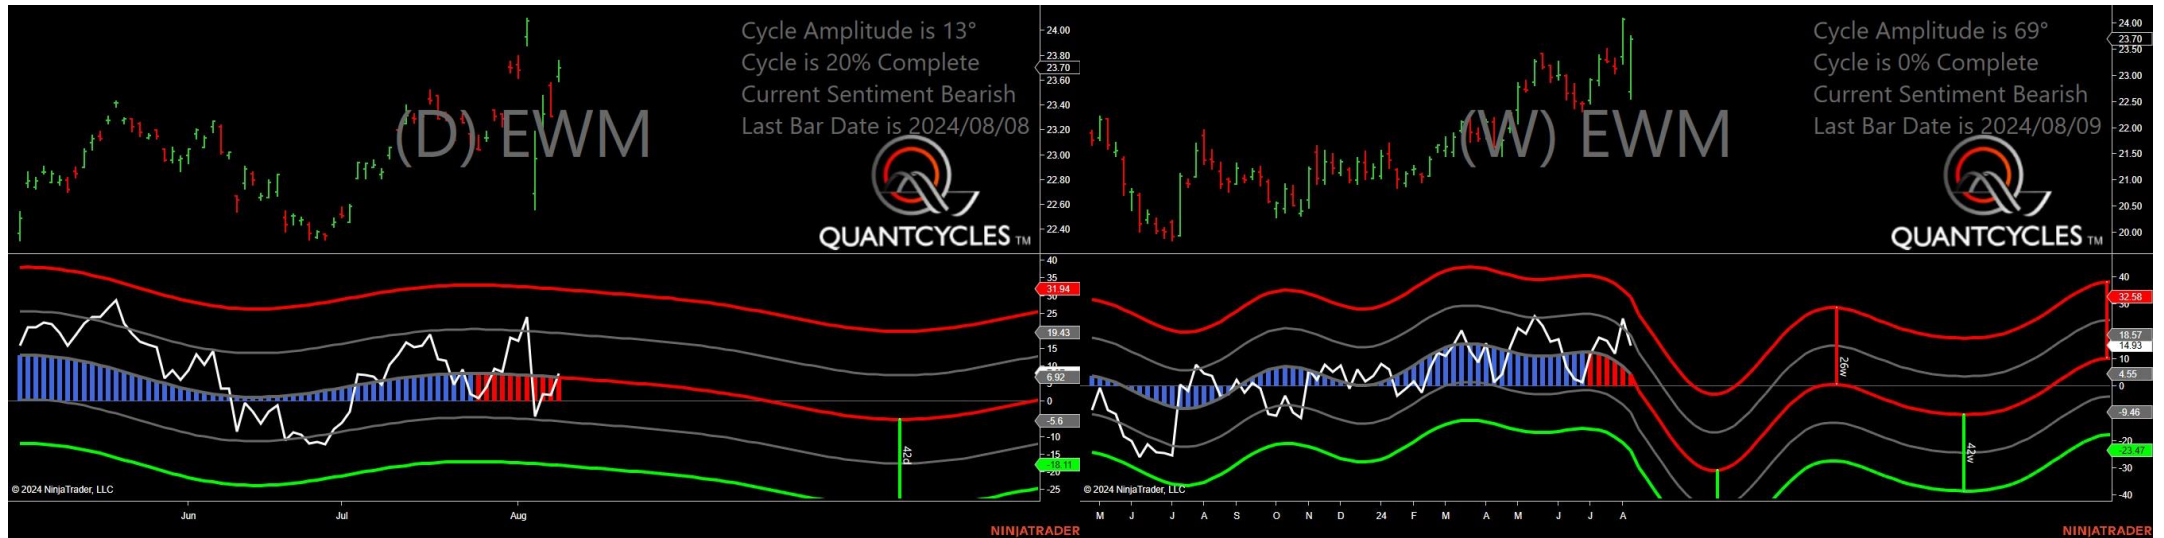 Cycle Amplitude is 13°
Cycle is 20% Complete
Current Sentiment Bearish
Last Bar Date is 2024/08/08
(D) EWM
QUANTCYCLES TM
24.00
23.80
23.70
23.60
23.40
23.20
23.00
22.80
22.60
22.40
40
35
31.94
30
25
19.43
15
6.92
5
0
-5.6
-10
-15
-18.11
-20
-25
42d
© 2024 NinjaTrader, LLC
Jun
Jul
Aug
NINJATRADER
Cycle Amplitude is 69°
Cycle is 0% Complete
Current Sentiment Bearish
Last Bar Date is 2024/08/09
(W) EWM
QUANTCYCLES TM
24.00
23.70
23.50
23.00
22.50
22.00
21.50
21.00
20.50
20.00
40
32.58
30
18.57
14.93
10
4.55
0
-9.46
-20
-23.47
-30
-40
26w
42w
© 2024 NinjaTrader, LLC
M J J A S O N D 24 F M A M J J A
NINJATRADER